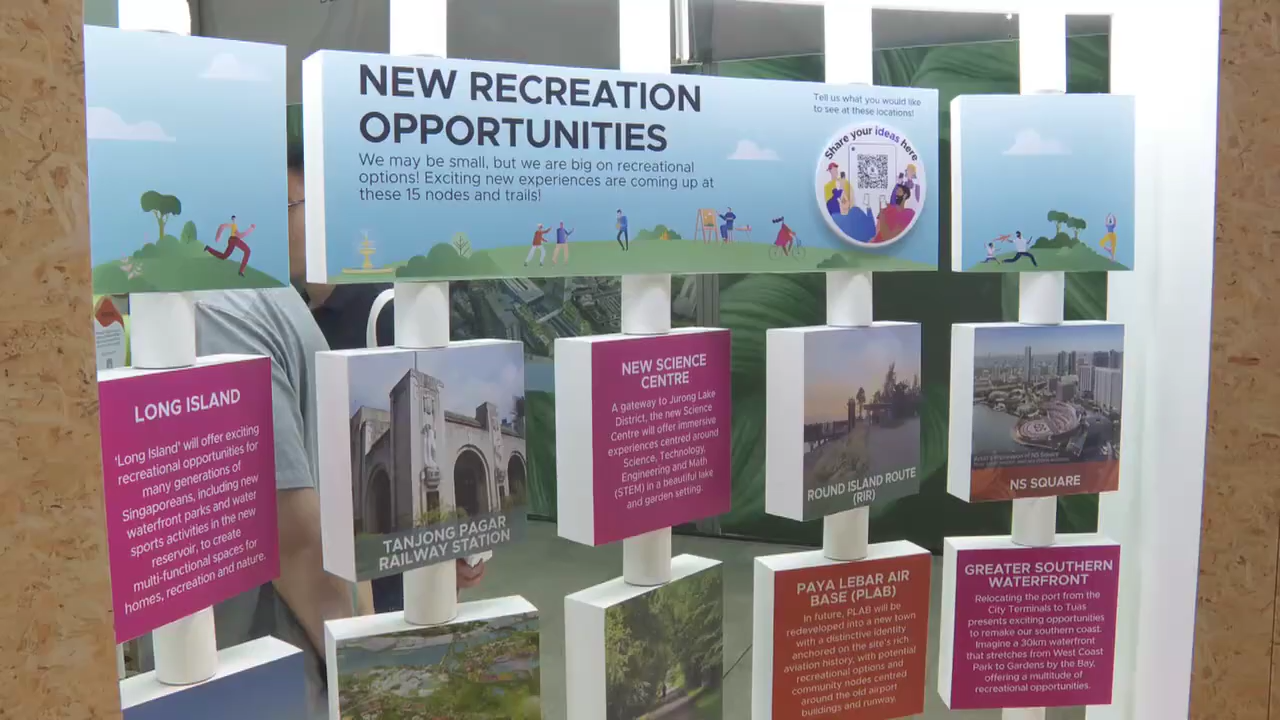 NEW RECREATION
OPPORTUNITIES
We may be small, but we are big on recreational
options! Exciting new experiences are coming up at
these 15 nodes and trails!
Tell us what you would like
to see at these locations!
Share your ideas here
LONG ISLAND
'Long Island' will offer exciting
recreational opportunities for
many generations of
Singaporeans, including new
waterfront parks and water
sports activities in the new
reservoir, to create
multi-functional spaces for
homes, recreation and nature.
TANJONG PAGAR
RAILWAY STATION
NEW SCIENCE
CENTRE
A gateway to Jurong Lake
District, the new Science
Centre will offer immersive
experiences centred around
Science, Technology,
Engineering and Math
(STEM) in a beautiful lake
and garden setting.
ROUND ISLAND ROUTE
(RIR)
Artist's impression of NS Square
NS SQUARE
PAYA LEBAR AIR
BASE (PLAB)
In future, PLAB will be
redeveloped into a new town
with a distinctive identity
anchored on the site's rich
aviation history, with potential
recreational options and
community nodes centred
around the old airport
buildings and runway.
GREATER SOUTHERN
WATERFRONT
Relocating the port from the
City Terminals to Tuas
presents exciting opportunities
to remake our southern coast.
Imagine a 30km waterfront
that stretches from West Coast
Park to Gardens by the Bay,
offering a multitude of
recreational opportunities.